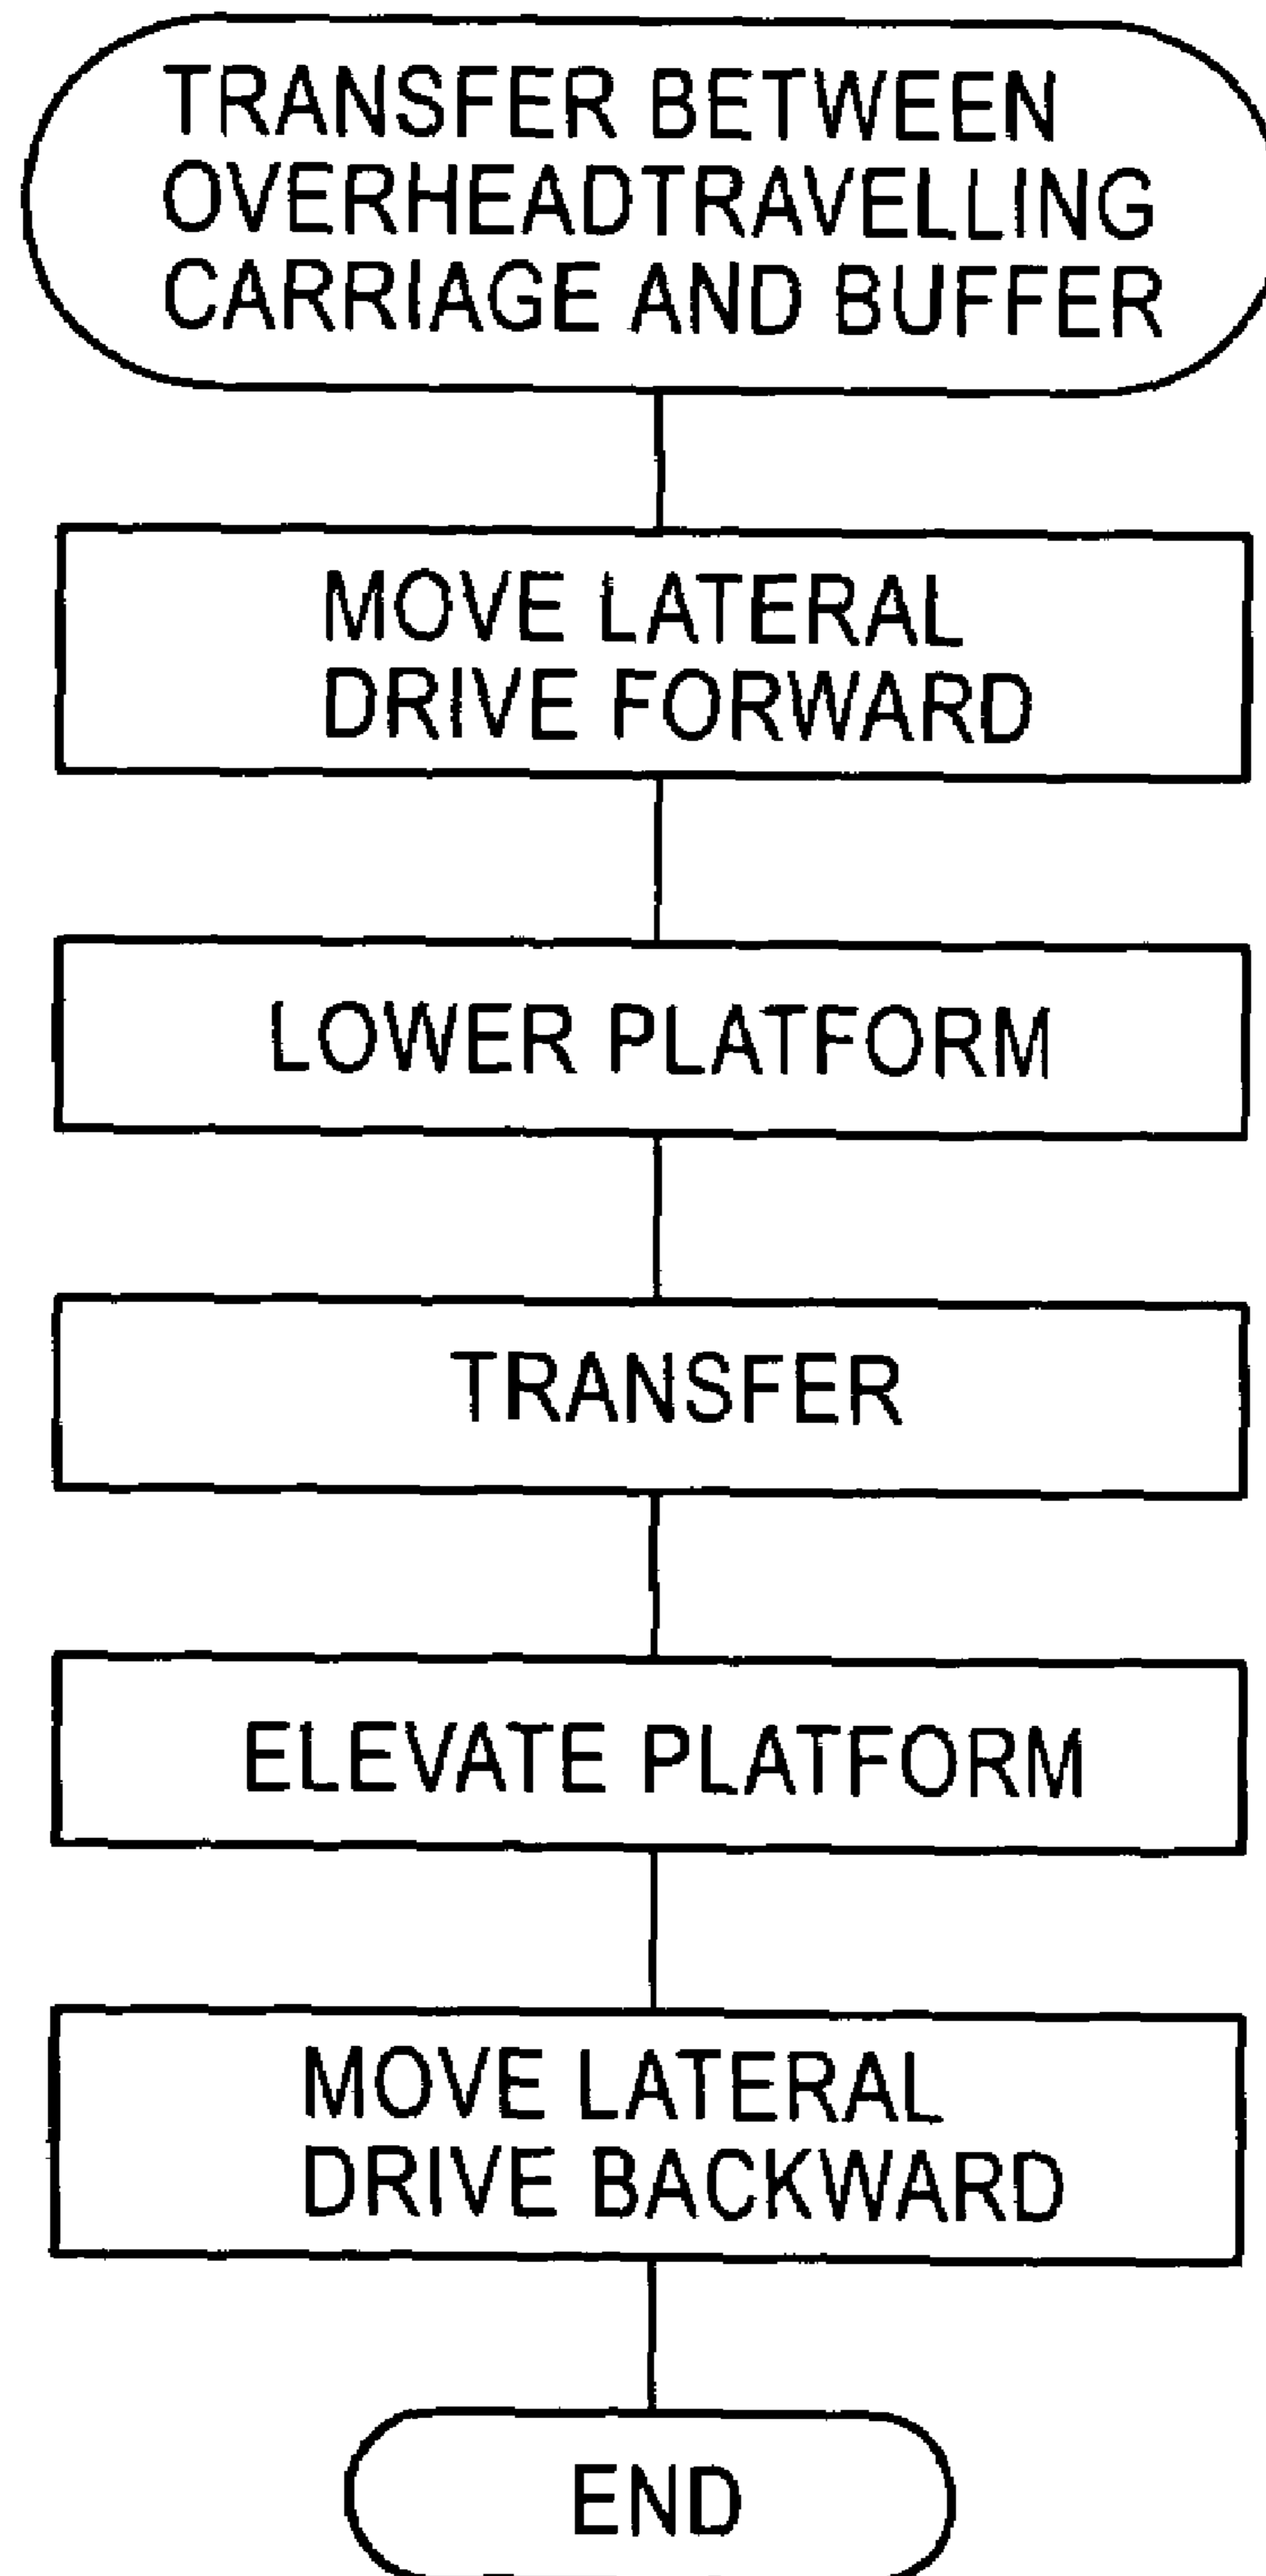 TRANSFER BETWEEN
OVERHEADTRAVELLING
CARRIAGE AND BUFFER
MOVE LATERAL
DRIVE FORWARD
LOWER PLATFORM
TRANSFER
ELEVATE PLATFORM
MOVE LATERAL
DRIVE BACKWARD
END